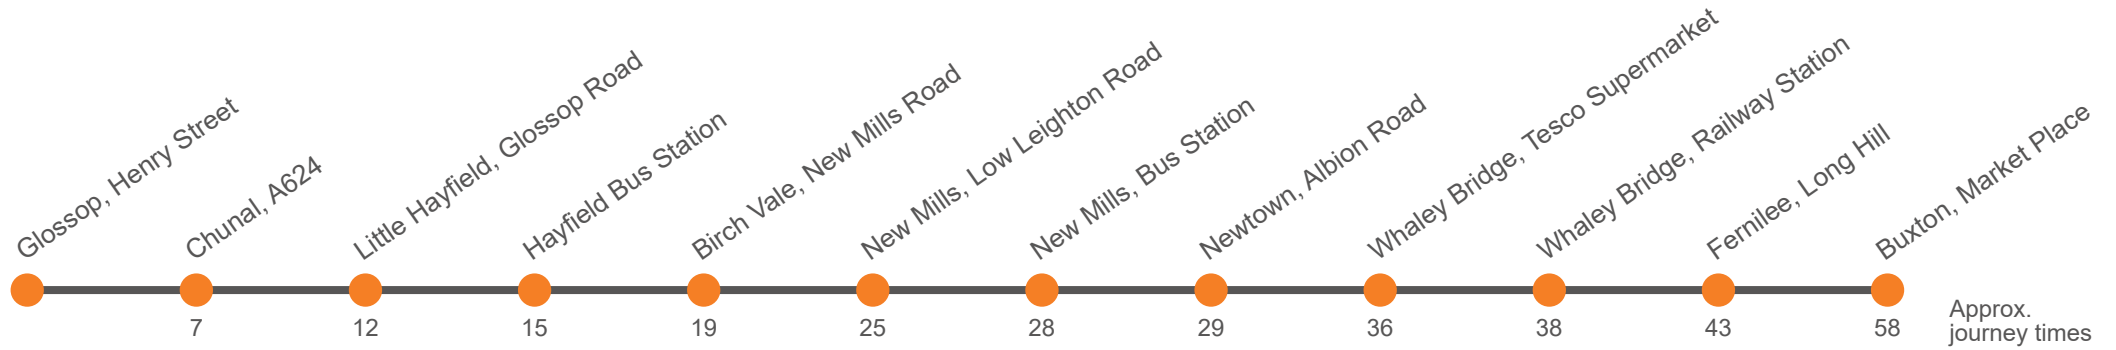 Glossop, Henry Street
Chunal, A624
Little Hayfield, Glossop Road
Hayfield Bus Station
Birch Vale, New Mills Road
New Mills, Low Leighton Road
New Mills, Bus Station
Newtown, Albion Road
Whaley Bridge, Tesco Supermarket
Whaley Bridge, Railway Station
Fernilee, Long Hill
Buxton, Market Place
7 12 15 19 25 28 29 36 38 43 58
Approx.
journey times